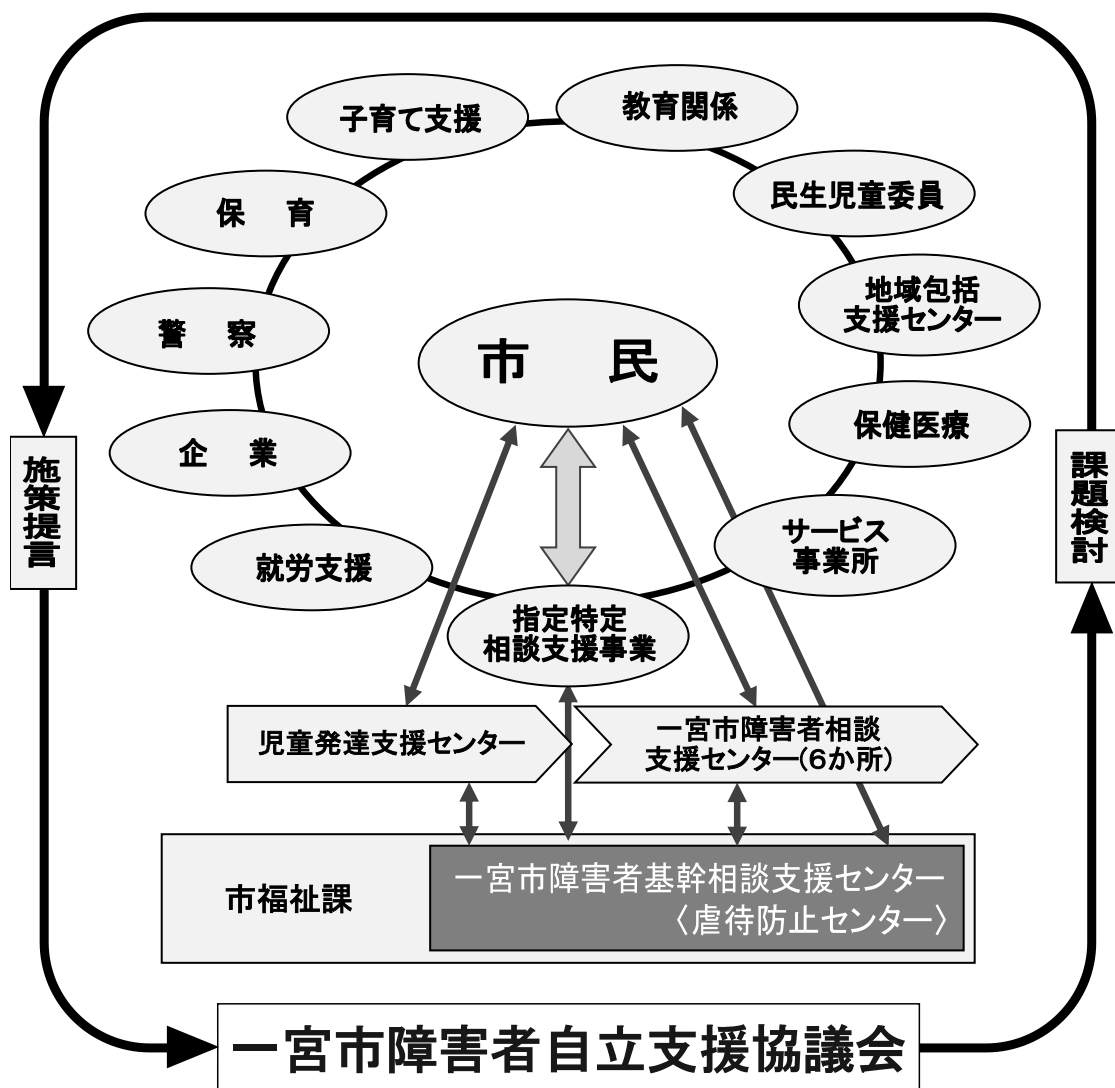 子育て支援
教育関係
保　育
民生児童委員
地域包括
支援センター
警　察
市　民
保健医療
企　業
施策提言
課題検討
サービス
事業所
就労支援
指定特定
相談支援事業
児童発達支援センター
一宮市障害者相談
支援センター(6か所)
市福祉課
一宮市障害者基幹相談支援センター
〈虐待防止センター〉
一宮市障害者自立支援協議会